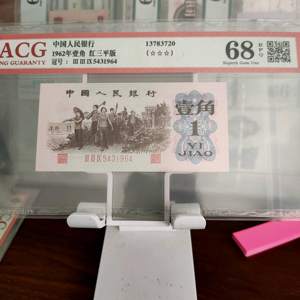 ACG
NG GUARANTY
中国人民银行
1962年壹角 红三平版
冠号: III III IX 5431964
13783720
(☆☆☆)
68 EPQ
Superb Gem Unc
中国人民银行
壹角
1
YI
JIAO
III III IX 5431964